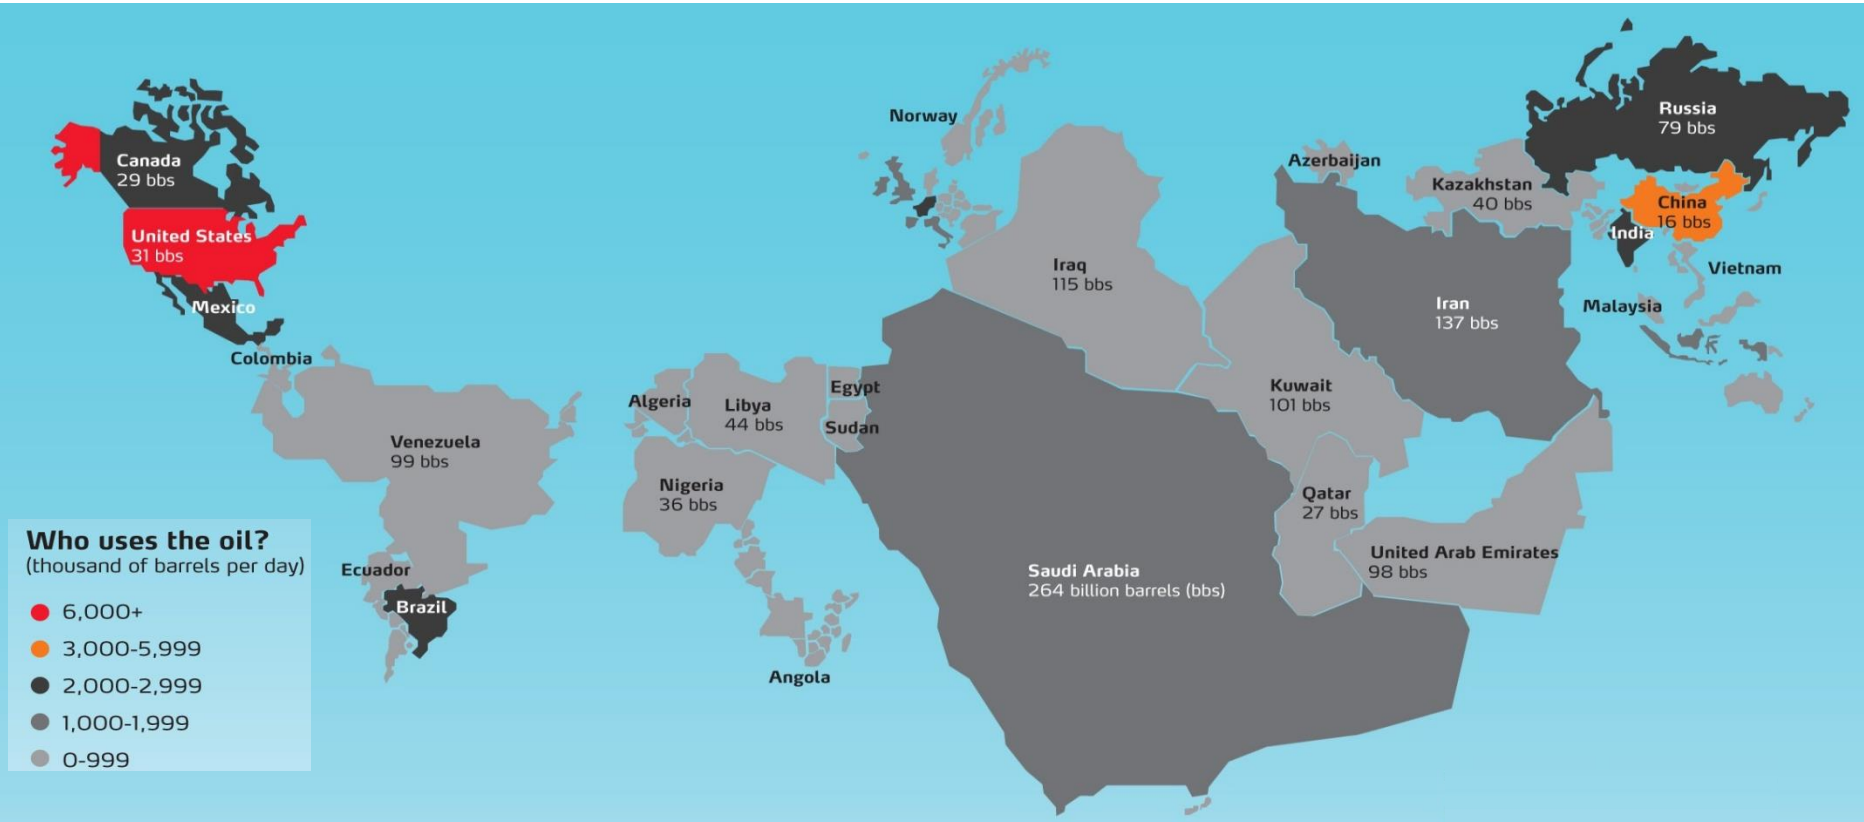 Canada
29 bbs
United States
31 bbs
Mexico
Colombia
Venezuela
99 bbs
Ecuador
Brazil
Norway
Algeria
Libya
44 bbs
Egypt
Sudan
Nigeria
36 bbs
Angola
Iraq
115 bbs
Saudi Arabia
264 billion barrels (bbs)
Kuwait
101 bbs
Qatar
27 bbs
United Arab Emirates
98 bbs
Iran
137 bbs
Azerbaijan
Kazakhstan
40 bbs
Russia
79 bbs
China
16 bbs
India
Vietnam
Malaysia
Who uses the oil?
(thousand of barrels per day)
6,000+
3,000-5,999
2,000-2,999
1,000-1,999
0-999